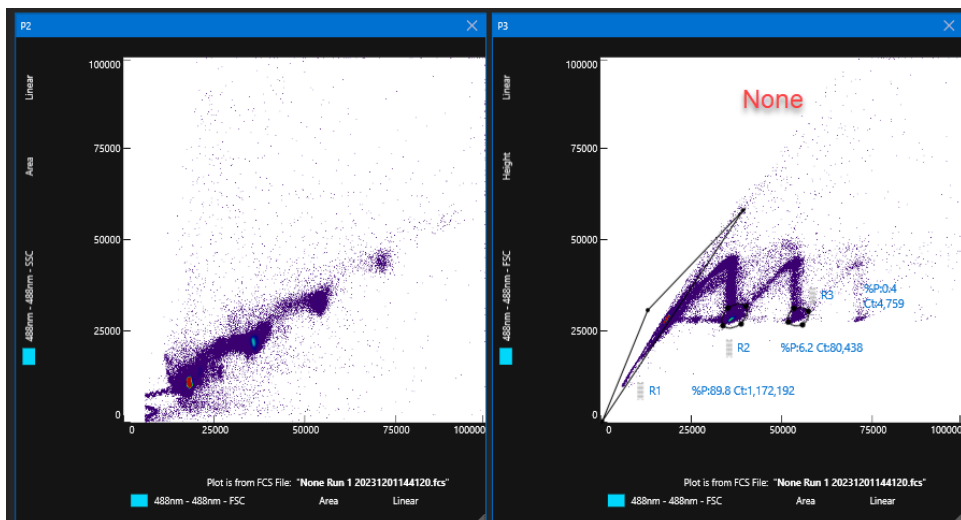 P2
Linear
Area
488nm - 488nm - SSC
100000
75000
50000
25000
0
0 25000 50000 75000 100000
Plot is from FCS File: "None Run 1 20231201144120.fcs"
488nm - 488nm - FSC Area Linear
P3
Linear
Height
488nm - 488nm - FSC
None
100000
75000
50000
25000
0
R3 %P:0.4
Ct:4,759
R2 %P:6.2 Ct:80,438
R1 %P:89.8 Ct:1,172,192
0 25000 50000 75000 100000
Plot is from FCS File: "None Run 1 20231201144120.fcs"
488nm - 488nm - FSC Area Linear